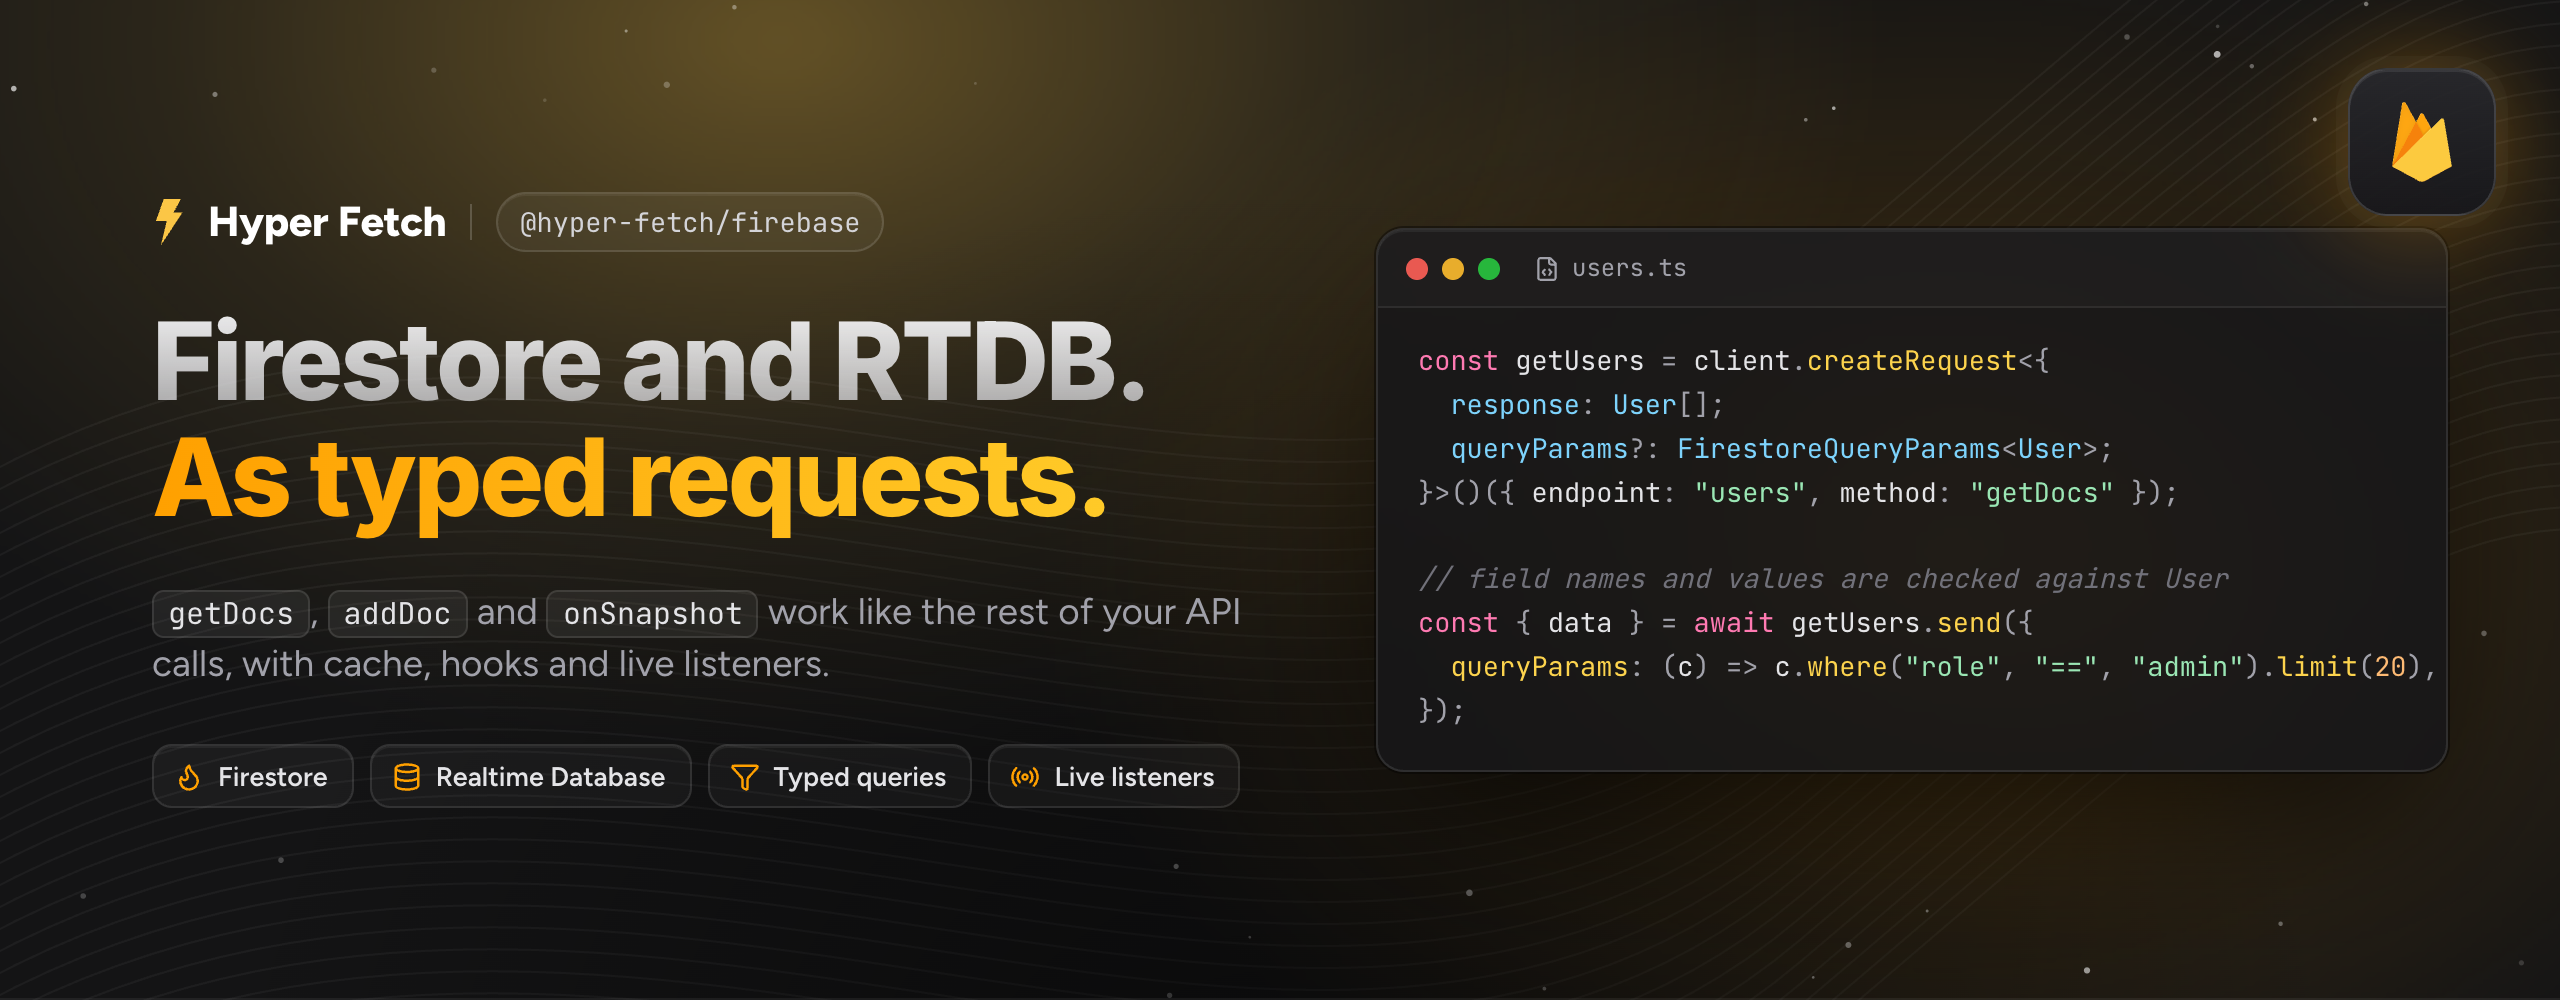 Hyper Fetch
@hyper-fetch/firebase
Firestore and RTDB.
As typed requests.
getDocs, addDoc and onSnapshot work like the rest of your API
calls, with cache, hooks and live listeners.
Firestore
Realtime Database
Typed queries
Live listeners
users.ts
const getUsers = client.createRequest<{
  response: User[];
  queryParams?: FirestoreQueryParams<User>;
}>()({ endpoint: "users", method: "getDocs" });
// field names and values are checked against User
const { data } = await getUsers.send({
  queryParams: (c) => c.where("role", "==", "admin").limit(20),
});